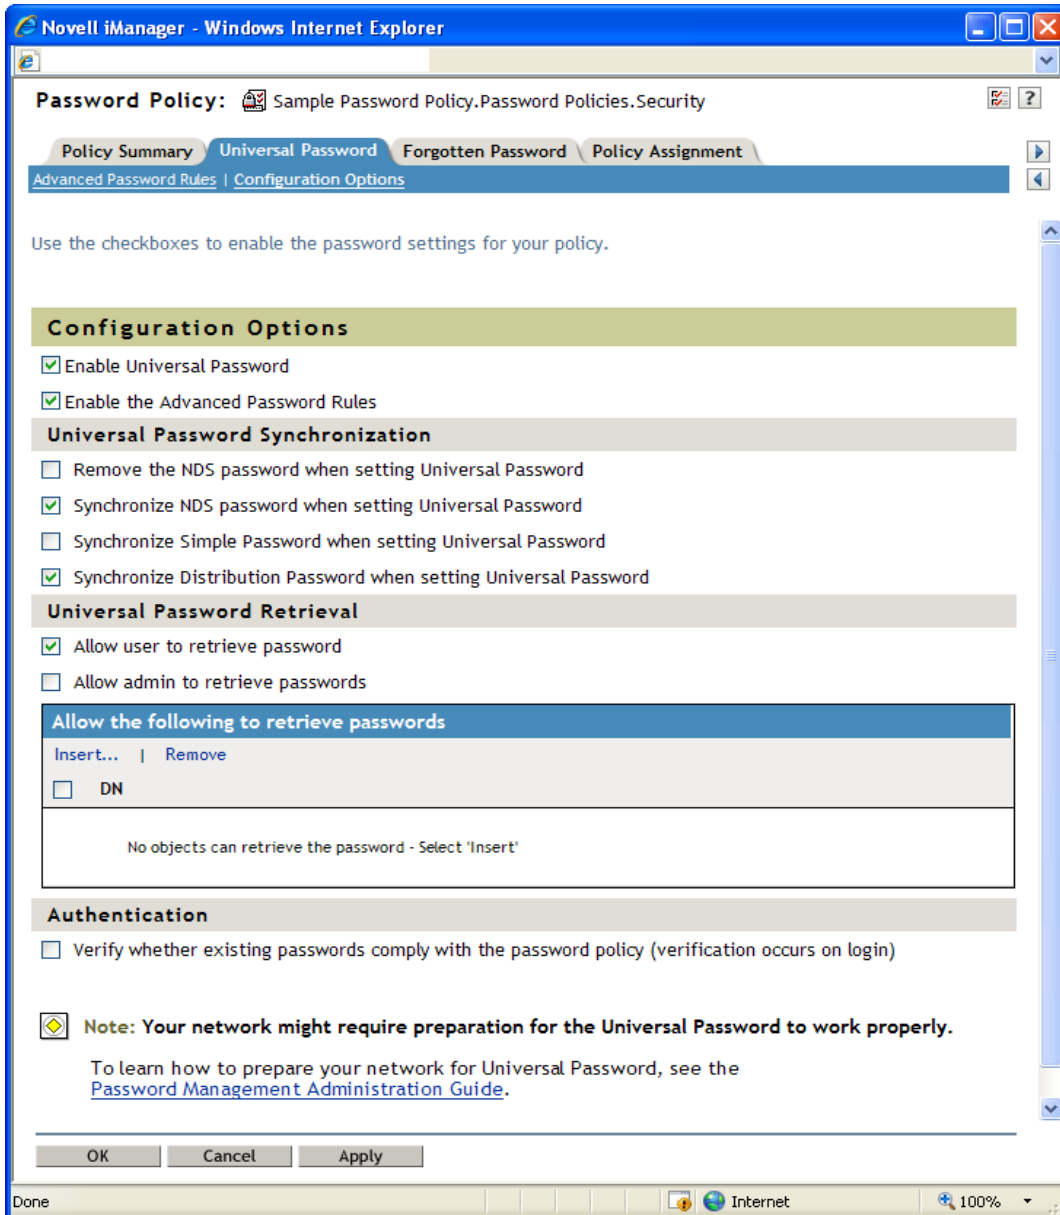 Novell iManager - Windows Internet Explorer
Password Policy: Sample Password Policy.Password Policies.Security
?
Policy Summary Universal Password Forgotten Password Policy Assignment
Advanced Password Rules | Configuration Options
Use the checkboxes to enable the password settings for your policy.
Configuration Options
Enable Universal Password
Enable the Advanced Password Rules
Universal Password Synchronization
Remove the NDS password when setting Universal Password
Synchronize NDS password when setting Universal Password
Synchronize Simple Password when setting Universal Password
Synchronize Distribution Password when setting Universal Password
Universal Password Retrieval
Allow user to retrieve password
Allow admin to retrieve passwords
Allow the following to retrieve passwords
Insert... | Remove
DN
No objects can retrieve the password - Select 'Insert'
Authentication
Verify whether existing passwords comply with the password policy (verification occurs on login)
Note: Your network might require preparation for the Universal Password to work properly.
To learn how to prepare your network for Universal Password, see the
Password Management Administration Guide.
OK Cancel Apply
Done Internet 100%